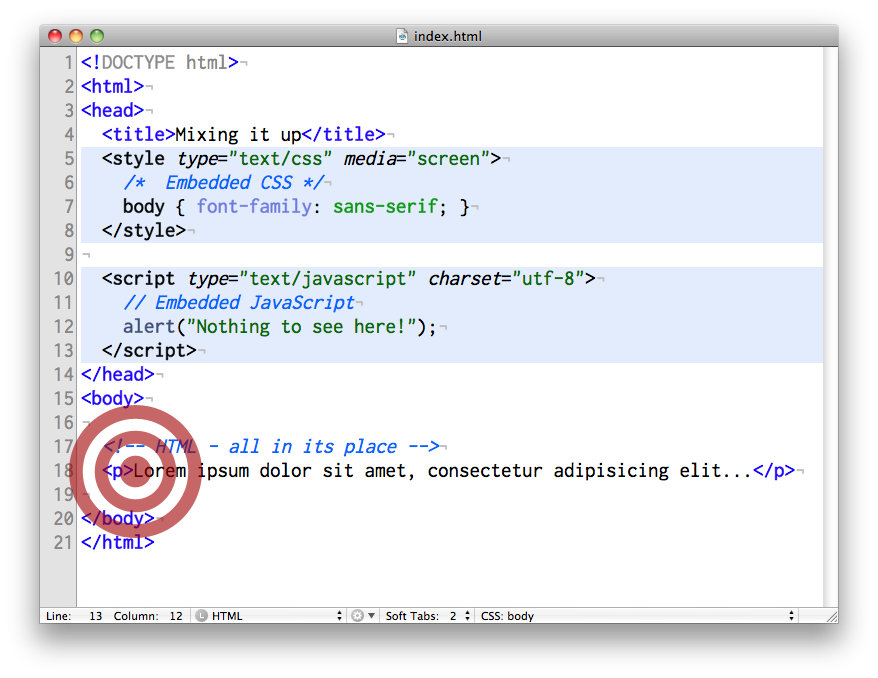 index.html
1 <!DOCTYPE html>¬
2 <html>¬
3 <head>¬
4   <title>Mixing it up</title>¬
5   <style type="text/css" media="screen">¬
6     /*  Embedded CSS */¬
7     body { font-family: sans-serif; }¬
8   </style>¬
9 ¬
10   <script type="text/javascript" charset="utf-8">¬
11     // Embedded JavaScript¬
12     alert("Nothing to see here!");¬
13   </script>¬
14 </head>¬
15 <body>¬
16 ¬
17   <!-- HTML - all in its place -->¬
18   <p>Lorem ipsum dolor sit amet, consectetur adipisicing elit...</p>¬
19 ¬
20 </body>¬
21 </html>
Line: 13 Column: 12 L HTML Soft Tabs: 2 CSS: body